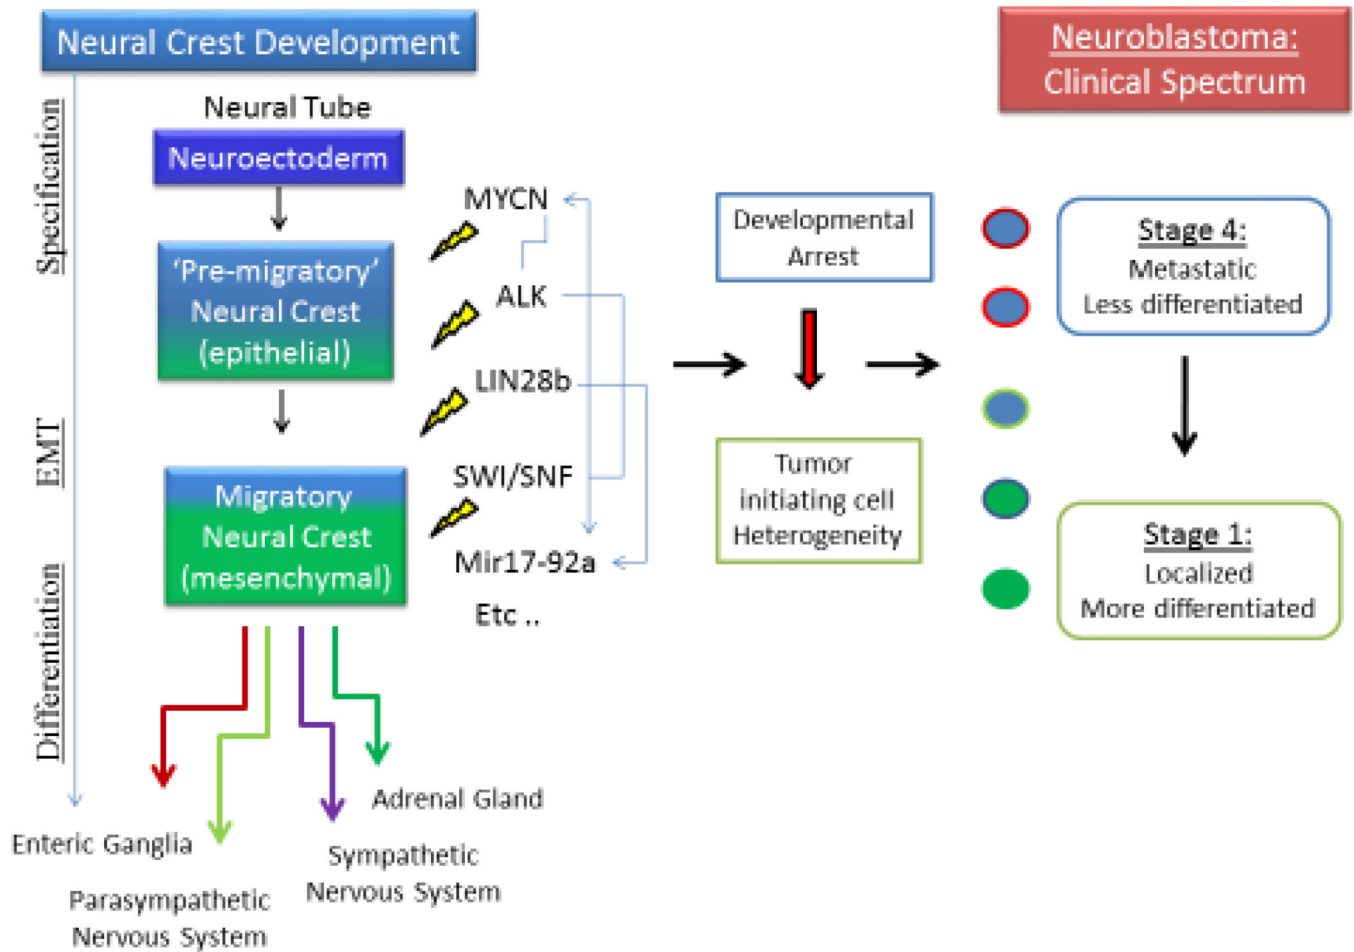 Neural Crest Development
Neuroblastoma:
Clinical Spectrum
Specification
EMT
Differentiation
Neural Tube
Neuroectoderm
'Pre-migratory'
Neural Crest
(epithelial)
Migratory
Neural Crest
(mesenchymal)
MYCN
ALK
LIN28b
SWI/SNF
Mir17-92a
Etc ..
Developmental
Arrest
Tumor
initiating cell
Heterogeneity
Stage 4:
Metastatic
Less differentiated
Stage 1:
Localized
More differentiated
Enteric Ganglia
Parasympathetic
Nervous System
Sympathetic
Nervous System
Adrenal Gland